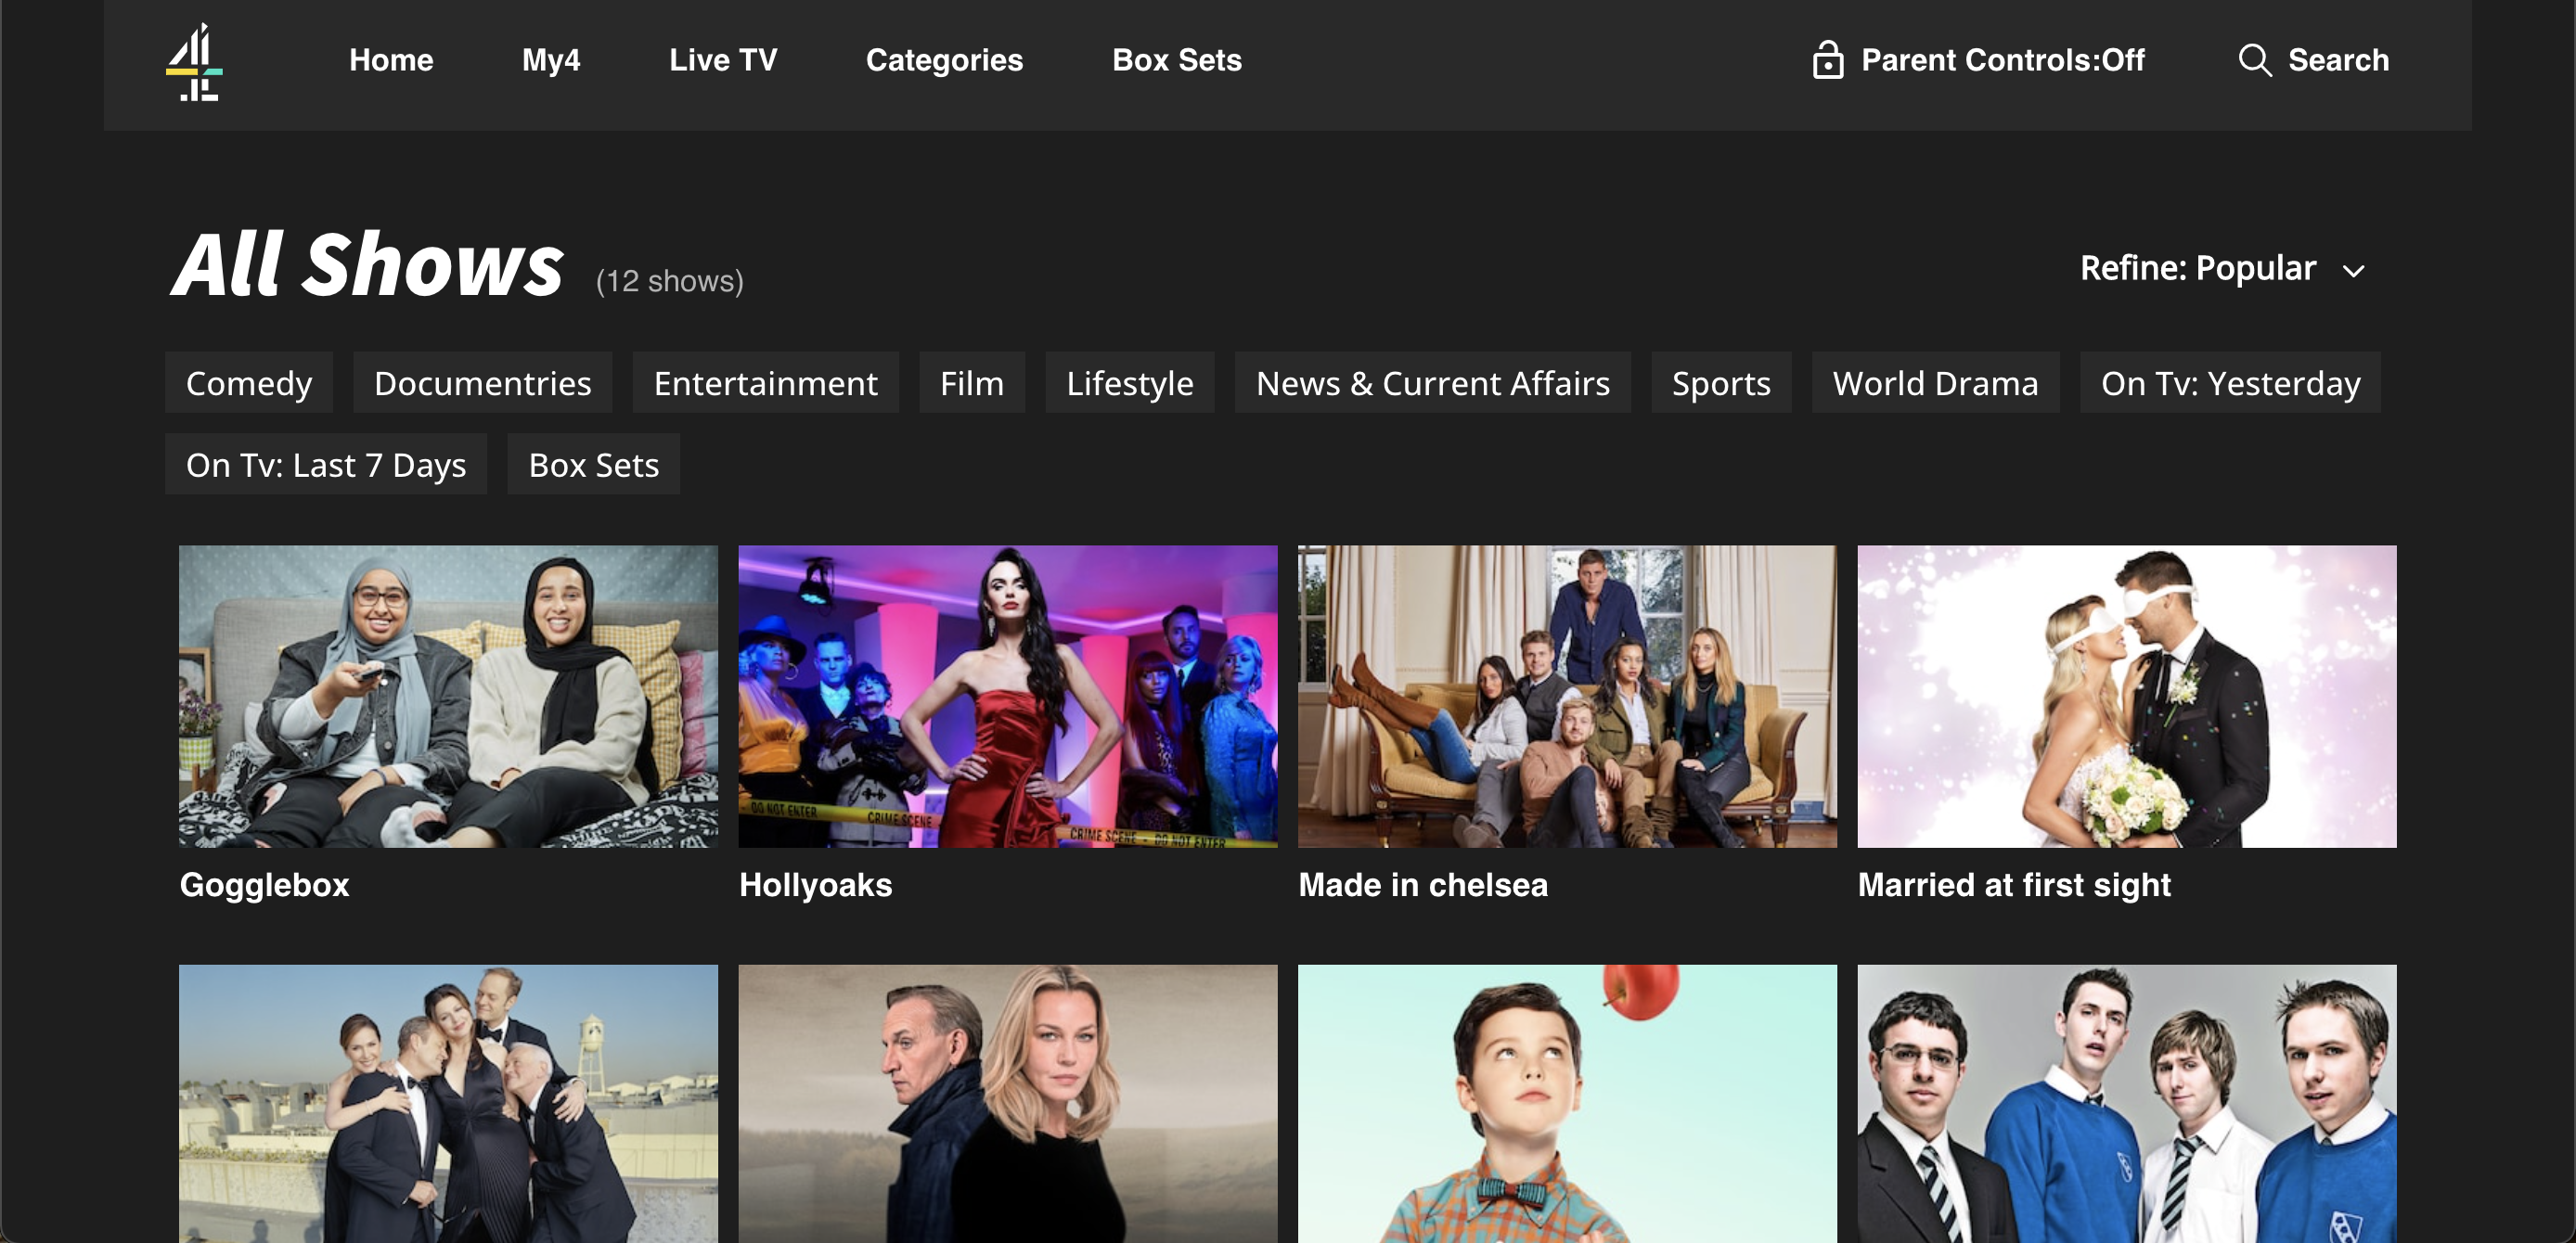 Home My4 Live TV Categories Box Sets Parent Controls:Off Search
All Shows (12 shows) Refine: Popular
Comedy Documentries Entertainment Film Lifestyle News & Current Affairs Sports World Drama On Tv: Yesterday
On Tv: Last 7 Days Box Sets
DO NOT ENTER CRIME SCENE CRIME SCENE - DO NOT ENTER
Gogglebox Hollyoaks Made in chelsea Married at first sight